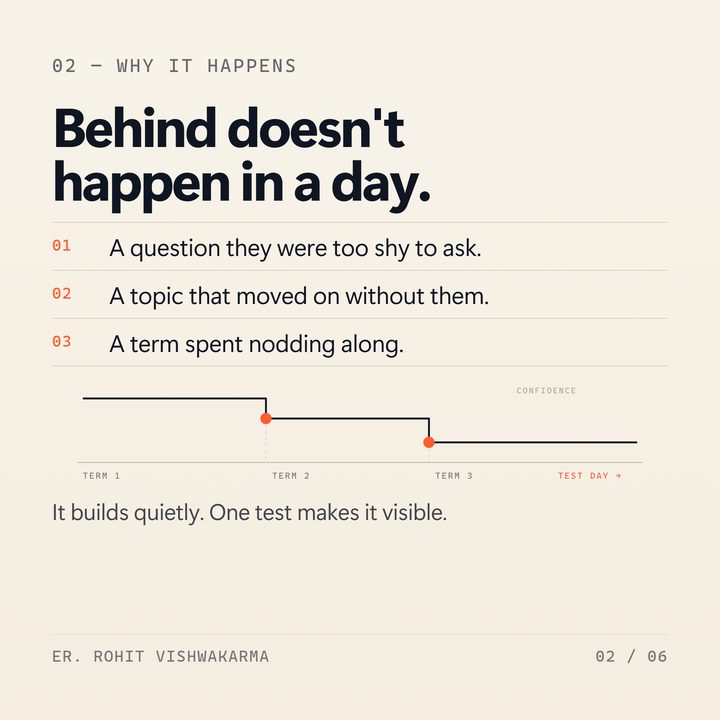 02 — WHY IT HAPPENS
Behind doesn't
happen in a day.
01 A question they were too shy to ask.
02 A topic that moved on without them.
03 A term spent nodding along.
CONFIDENCE
TERM 1 TERM 2 TERM 3 TEST DAY →
It builds quietly. One test makes it visible.
ER. ROHIT VISHWAKARMA 02 / 06